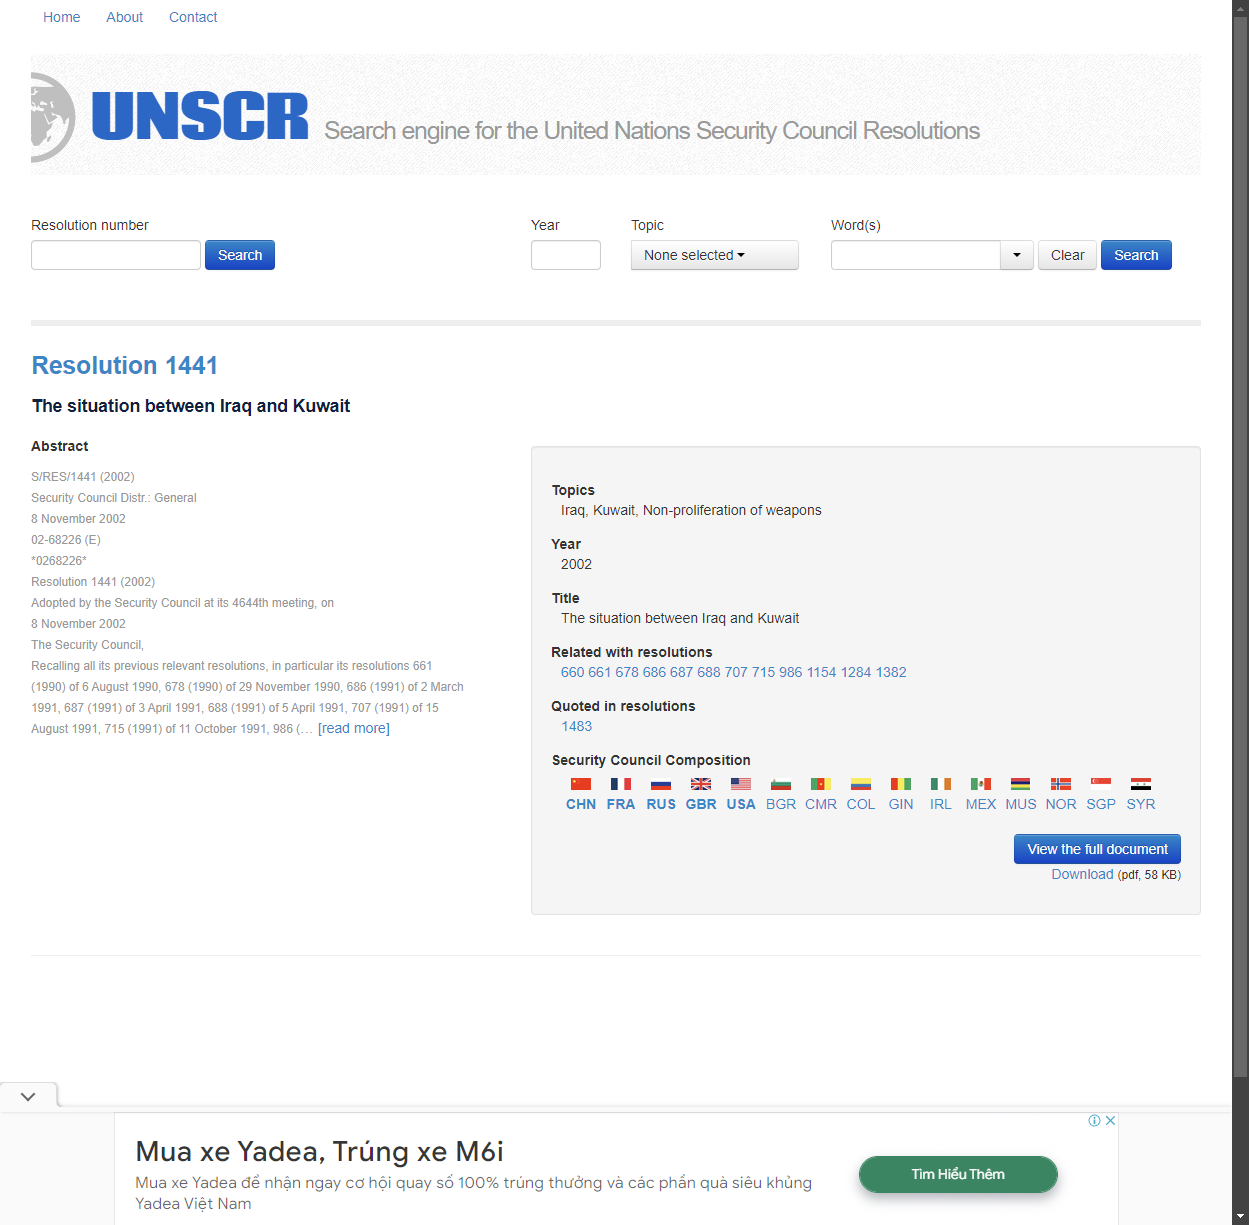 Home About Contact
UNSCR Search engine for the United Nations Security Council Resolutions
Resolution number Year Topic Word(s)
Search None selected Clear Search
Resolution 1441
The situation between Iraq and Kuwait
Abstract
S/RES/1441 (2002)
Security Council Distr.: General
8 November 2002
02-68226 (E)
*0268226*
Resolution 1441 (2002)
Adopted by the Security Council at its 4644th meeting, on
8 November 2002
The Security Council,
Recalling all its previous relevant resolutions, in particular its resolutions 661
(1990) of 6 August 1990, 678 (1990) of 29 November 1990, 686 (1991) of 2 March
1991, 687 (1991) of 3 April 1991, 688 (1991) of 5 April 1991, 707 (1991) of 15
August 1991, 715 (1991) of 11 October 1991, 986 (… [read more]
Topics
Iraq, Kuwait, Non-proliferation of weapons
Year
2002
Title
The situation between Iraq and Kuwait
Related with resolutions
660 661 678 686 687 688 707 715 986 1154 1284 1382
Quoted in resolutions
1483
Security Council Composition
CHN FRA RUS GBR USA BGR CMR COL GIN IRL MEX MUS NOR SGP SYR
View the full document
Download (pdf, 58 KB)
Mua xe Yadea, Trúng xe M6i
Mua xe Yadea để nhận ngay cơ hội quay số 100% trúng thưởng và các phần quà siêu khủng
Yadea Việt Nam
Tìm Hiểu Thêm